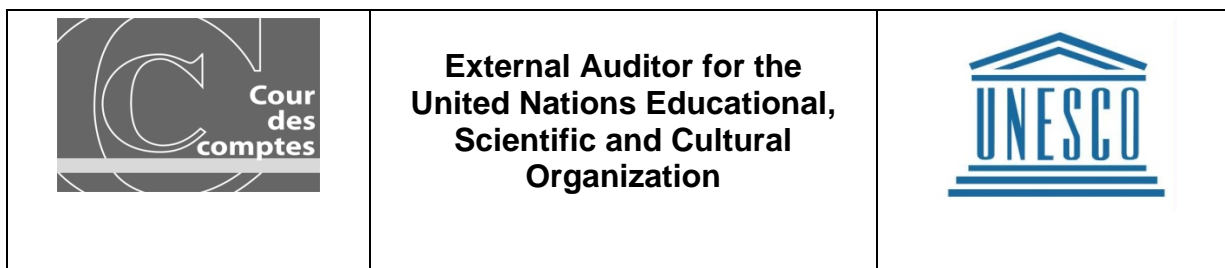 Cour
des
comptes
External Auditor for the
United Nations Educational,
Scientific and Cultural
Organization
UNESCO